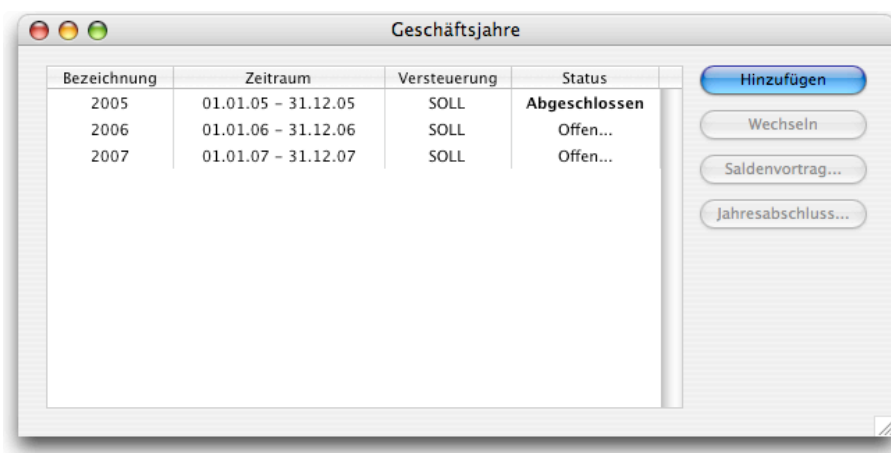 Geschäftsjahre
Bezeichnung Zeitraum Versteuerung Status
2005 01.01.05 - 31.12.05 SOLL Abgeschlossen
2006 01.01.06 - 31.12.06 SOLL Offen...
2007 01.01.07 - 31.12.07 SOLL Offen...
Hinzufügen
Wechseln
Saldenvortrag...
Jahresabschluss...